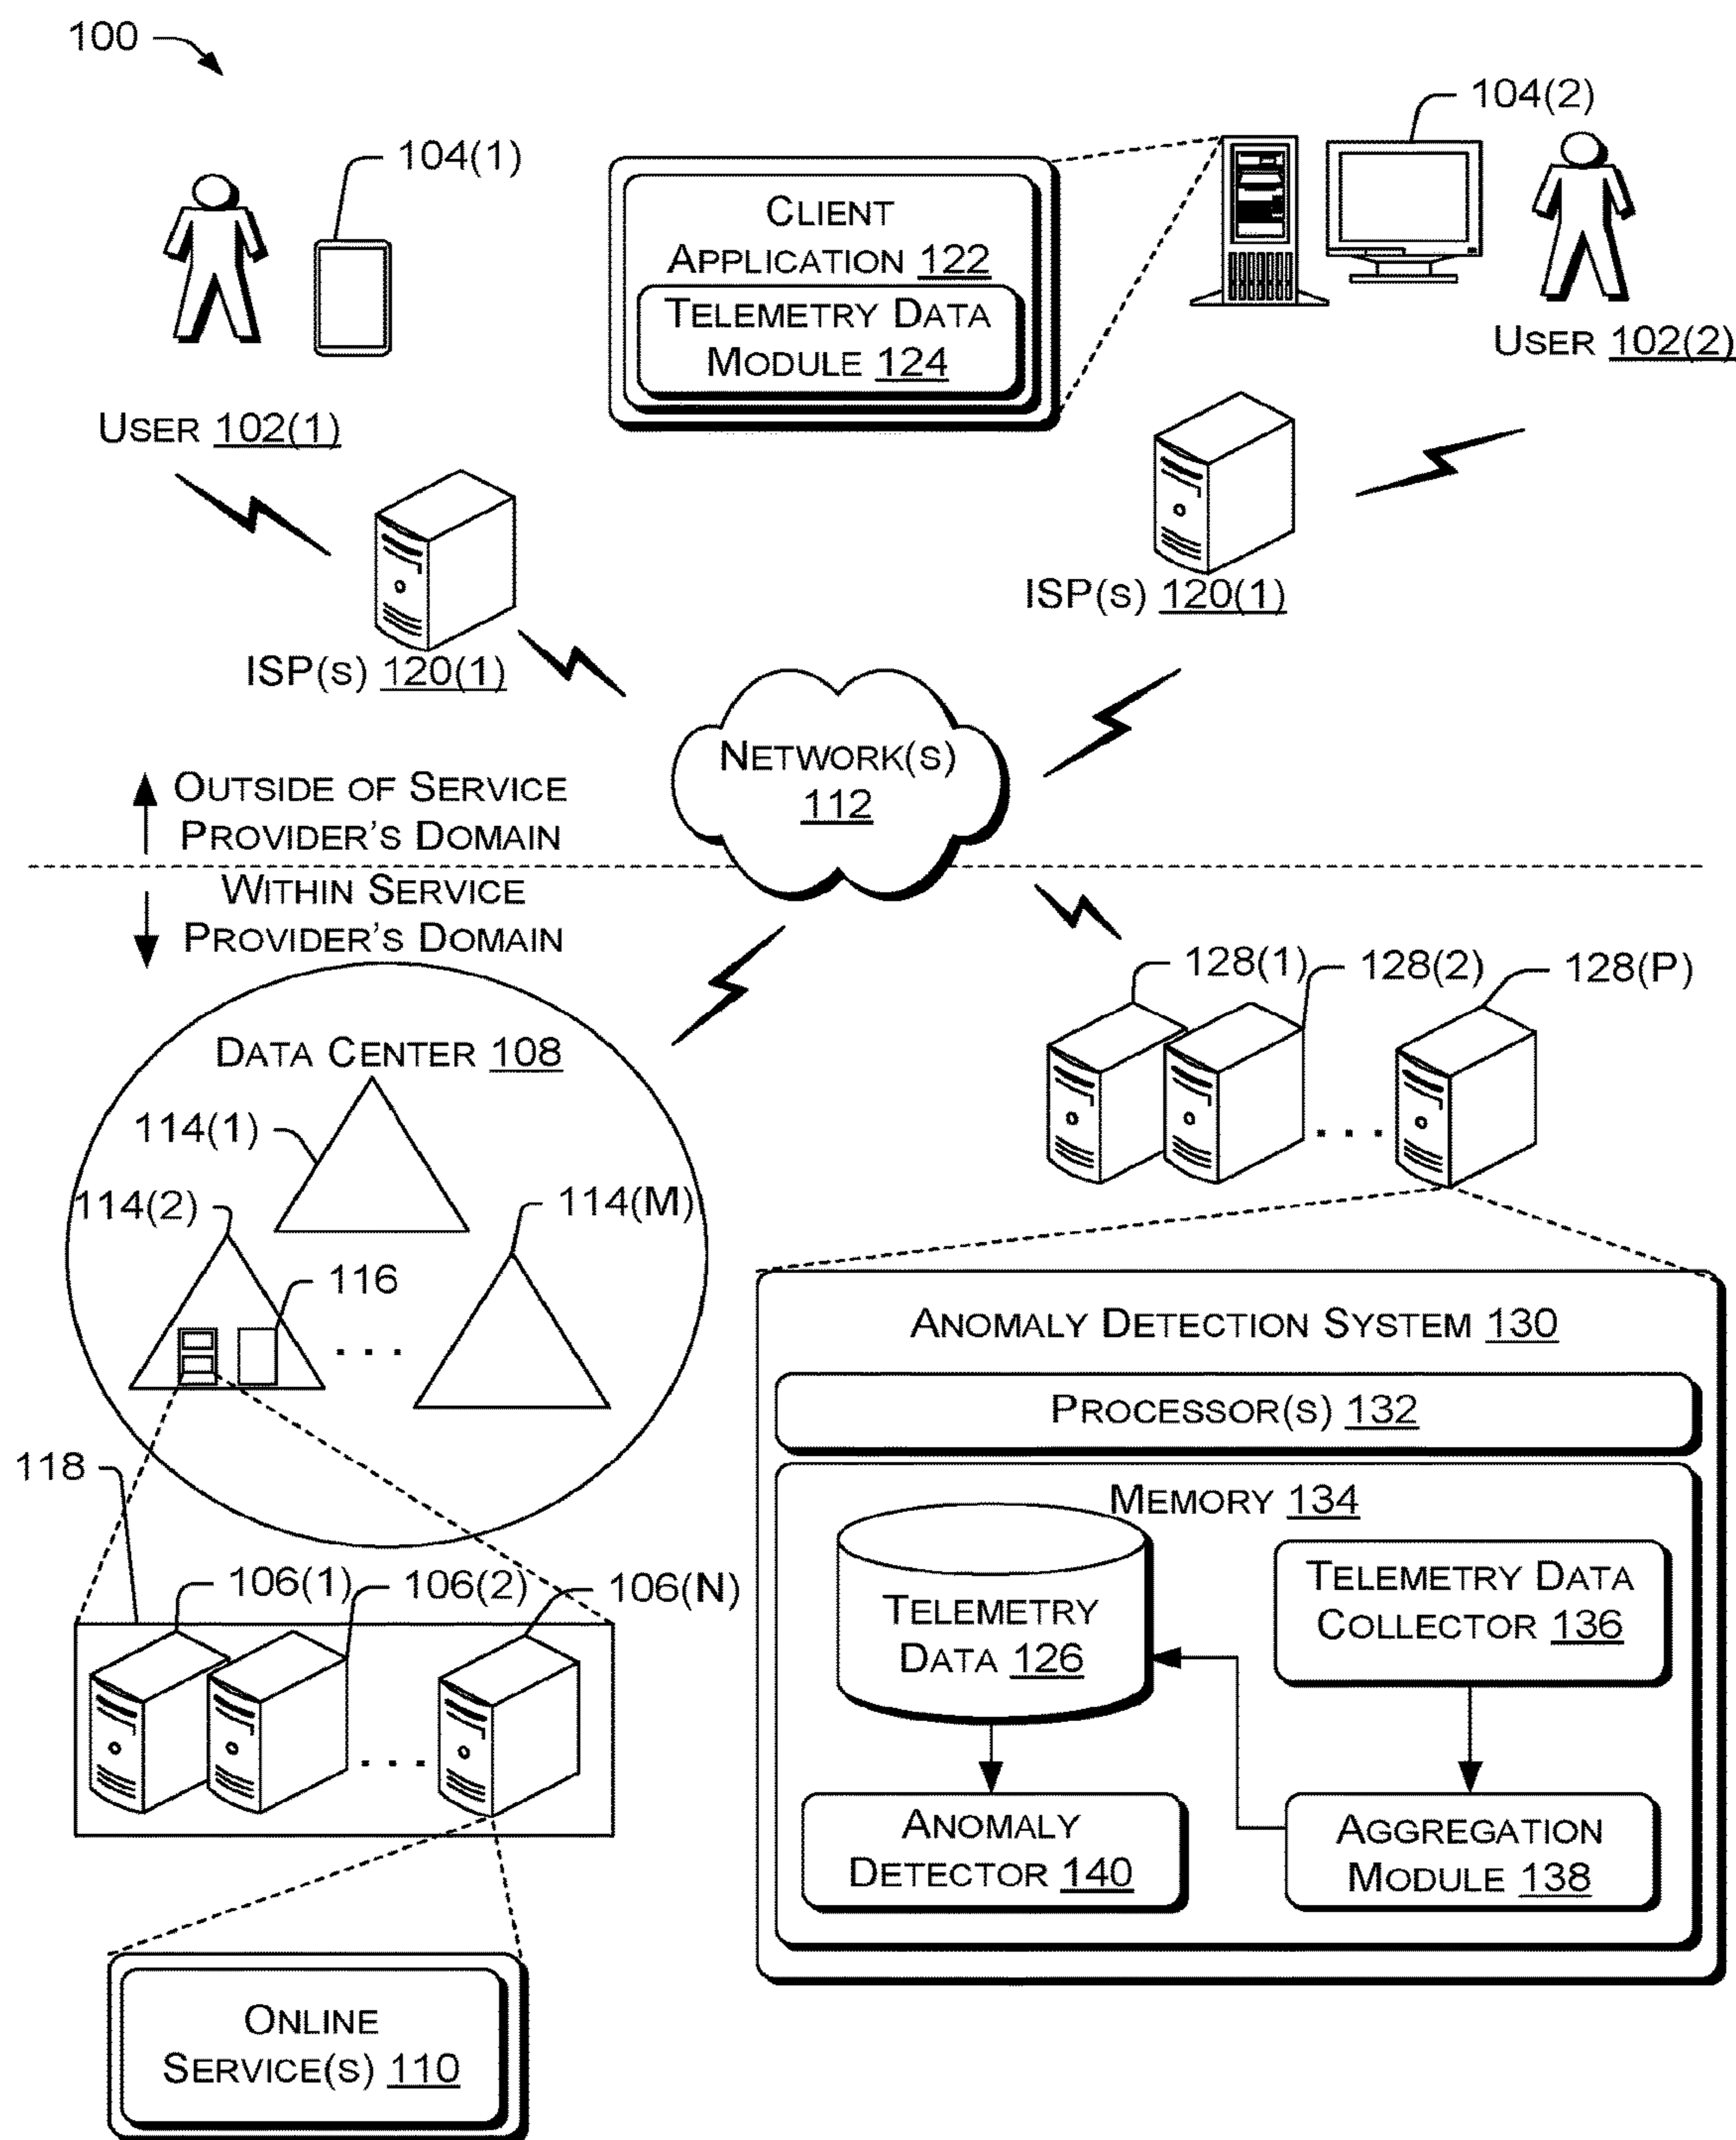 100
104(1)
104(2)
CLIENT
APPLICATION 122
TELEMETRY DATA
MODULE 124
USER 102(1)
USER 102(2)
ISP(S) 120(1)
ISP(S) 120(1)
NETWORK(S)
112
OUTSIDE OF SERVICE
PROVIDER'S DOMAIN
WITHIN SERVICE
PROVIDER'S DOMAIN
128(1)
128(2)
128(P)
DATA CENTER 108
114(1)
114(2)
114(M)
116
. . .
. . .
118
106(1)
106(2)
106(N)
. . .
ONLINE
SERVICE(S) 110
ANOMALY DETECTION SYSTEM 130
PROCESSOR(S) 132
MEMORY 134
TELEMETRY
DATA 126
TELEMETRY DATA
COLLECTOR 136
ANOMALY
DETECTOR 140
AGGREGATION
MODULE 138